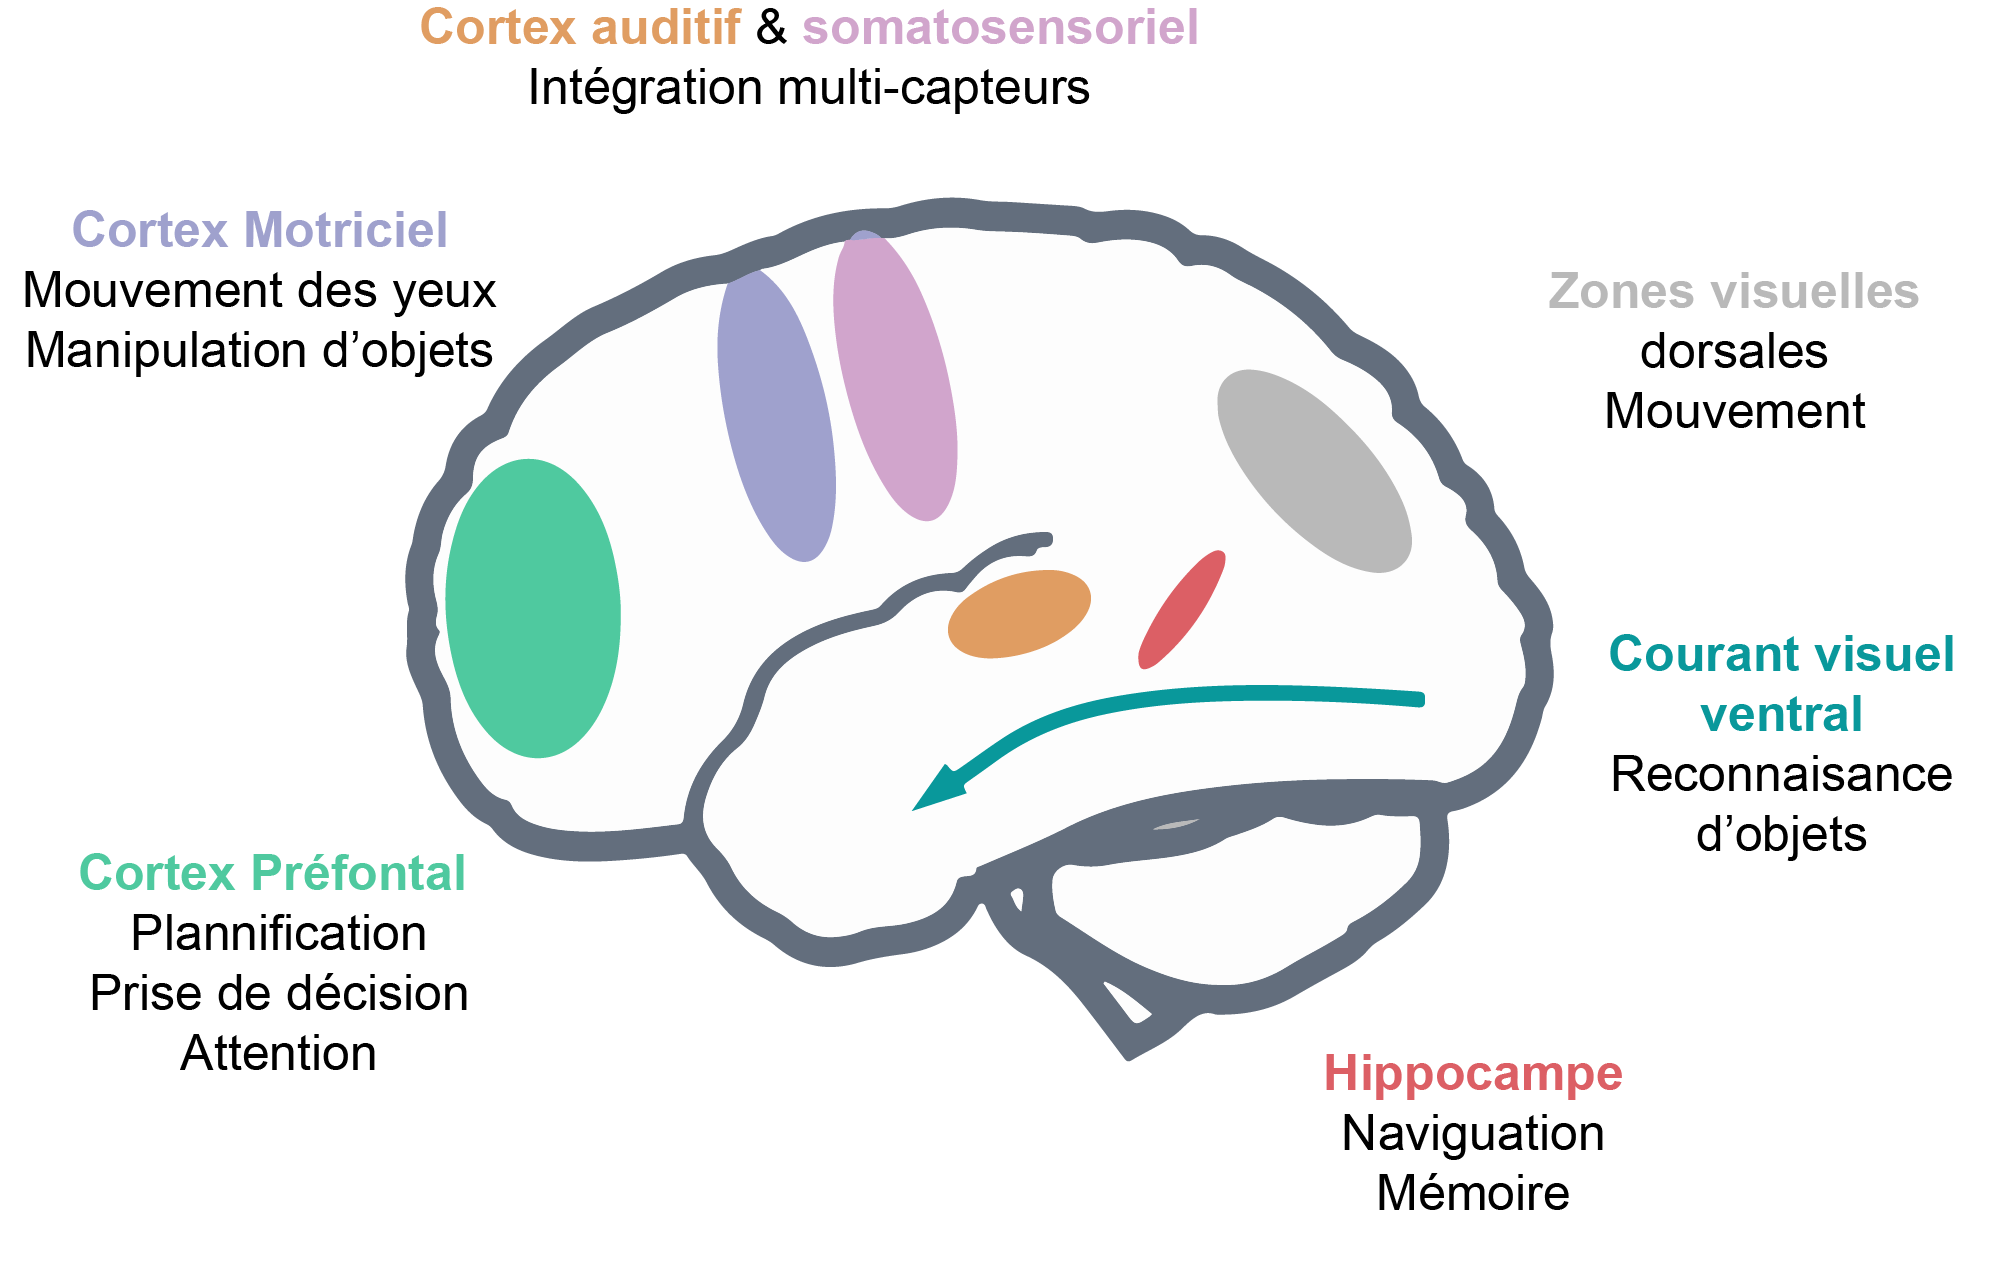 Cortex auditif & somatosensoriel
Intégration multi-capteurs
Cortex Motriciel
Mouvement des yeux
Manipulation d’objets
Zones visuelles
dorsales
Mouvement
Courant visuel
ventral
Reconnaisance
d’objets
Cortex Préfontal
Plannification
Prise de décision
Attention
Hippocampe
Naviguation
Mémoire